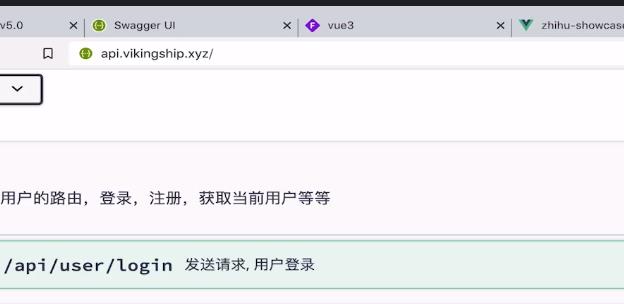 v5.0 Swagger UI vue3 zhihu-showcase
api.vikingship.xyz/
用户的路由，登录，注册，获取当前用户等等
/api/user/login 发送请求, 用户登录